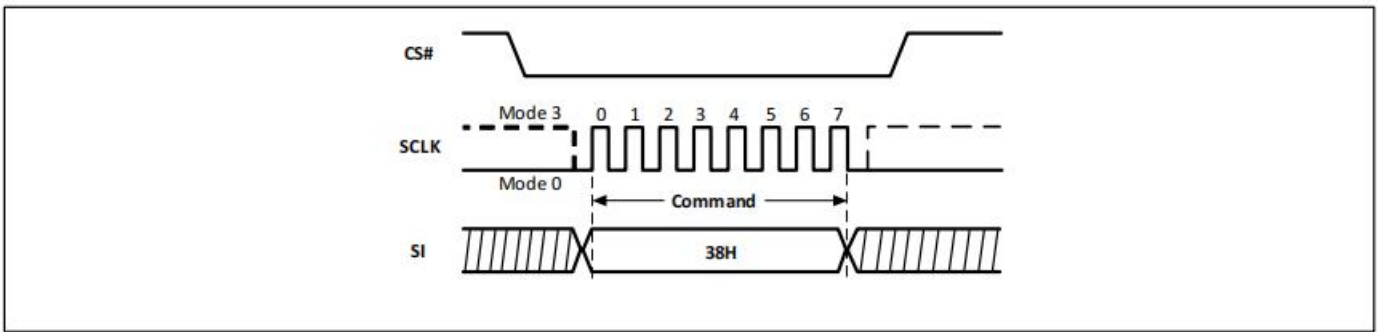 CS#
Mode 3 0 1 2 3 4 5 6 7
SCLK
Mode 0
Command
SI 38H